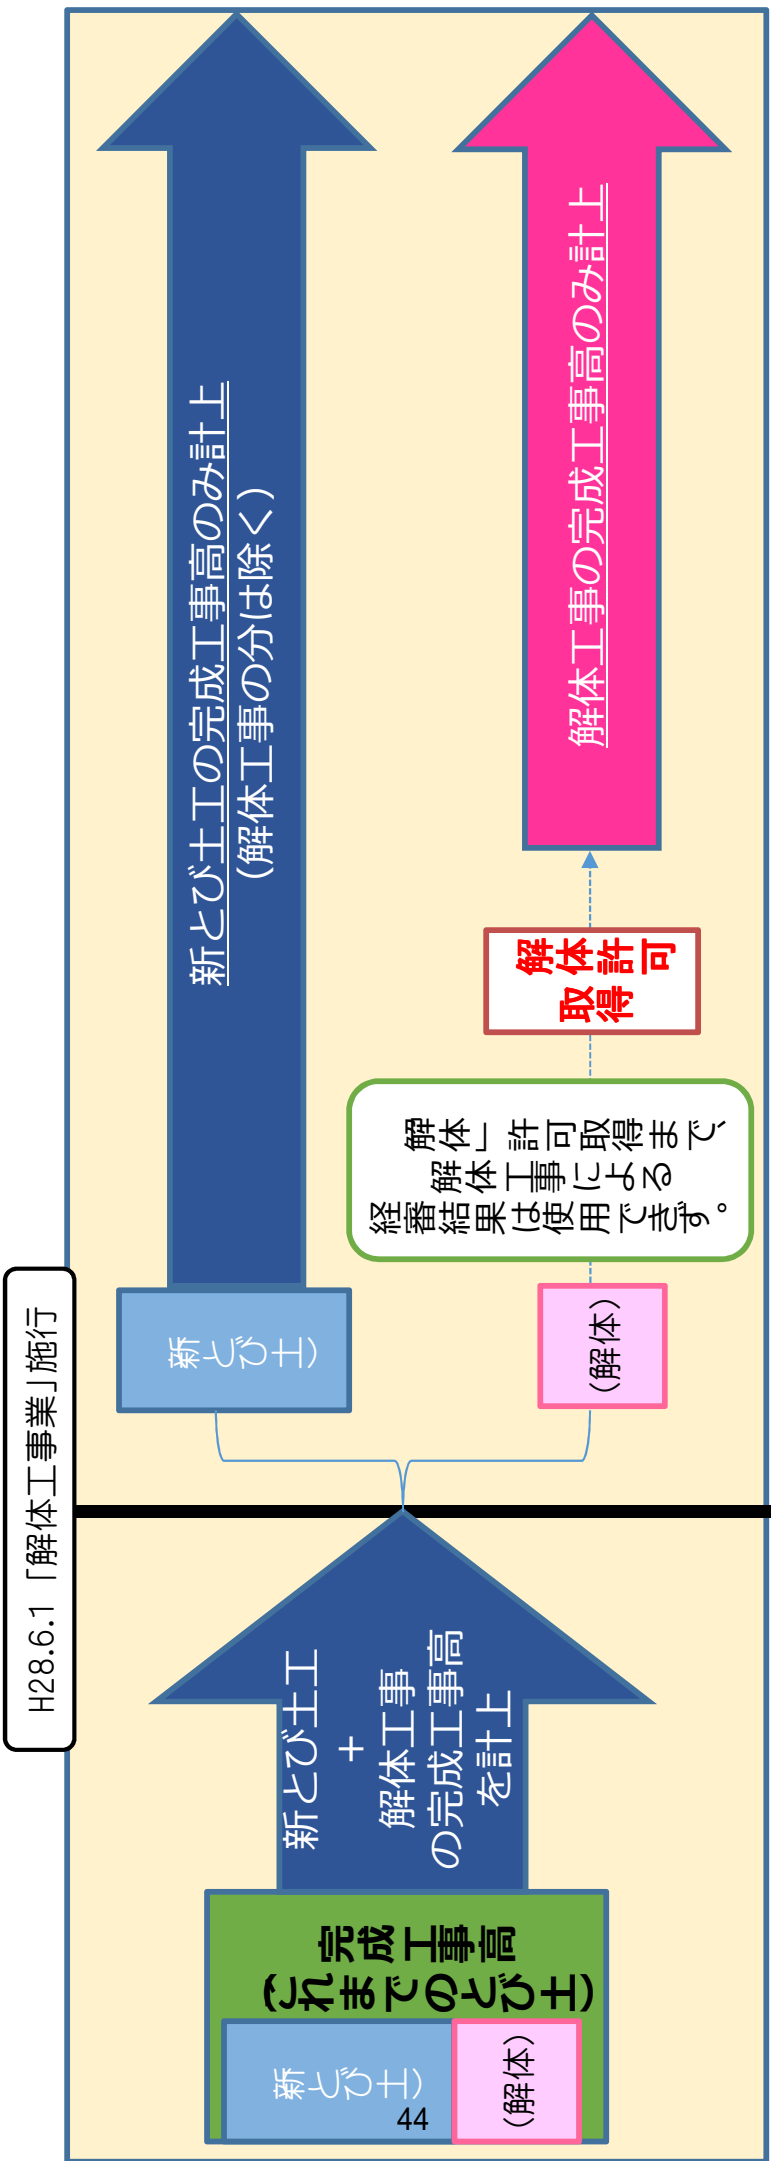 H28.6.1 「解体工事業」施行
完成工事高
(これまでのとび土)
新とび土)
(解体)
新とび土工
+
解体工事
の完成工事高
を計上
新とび土)
新とび土工の完成工事高のみ計上
(解体工事の分は除く)
(解体)
解体」許可取得まで、
解体工事による
経審結果は使用できず。
解体許可
取得
解体工事の完成工事高のみ計上
44